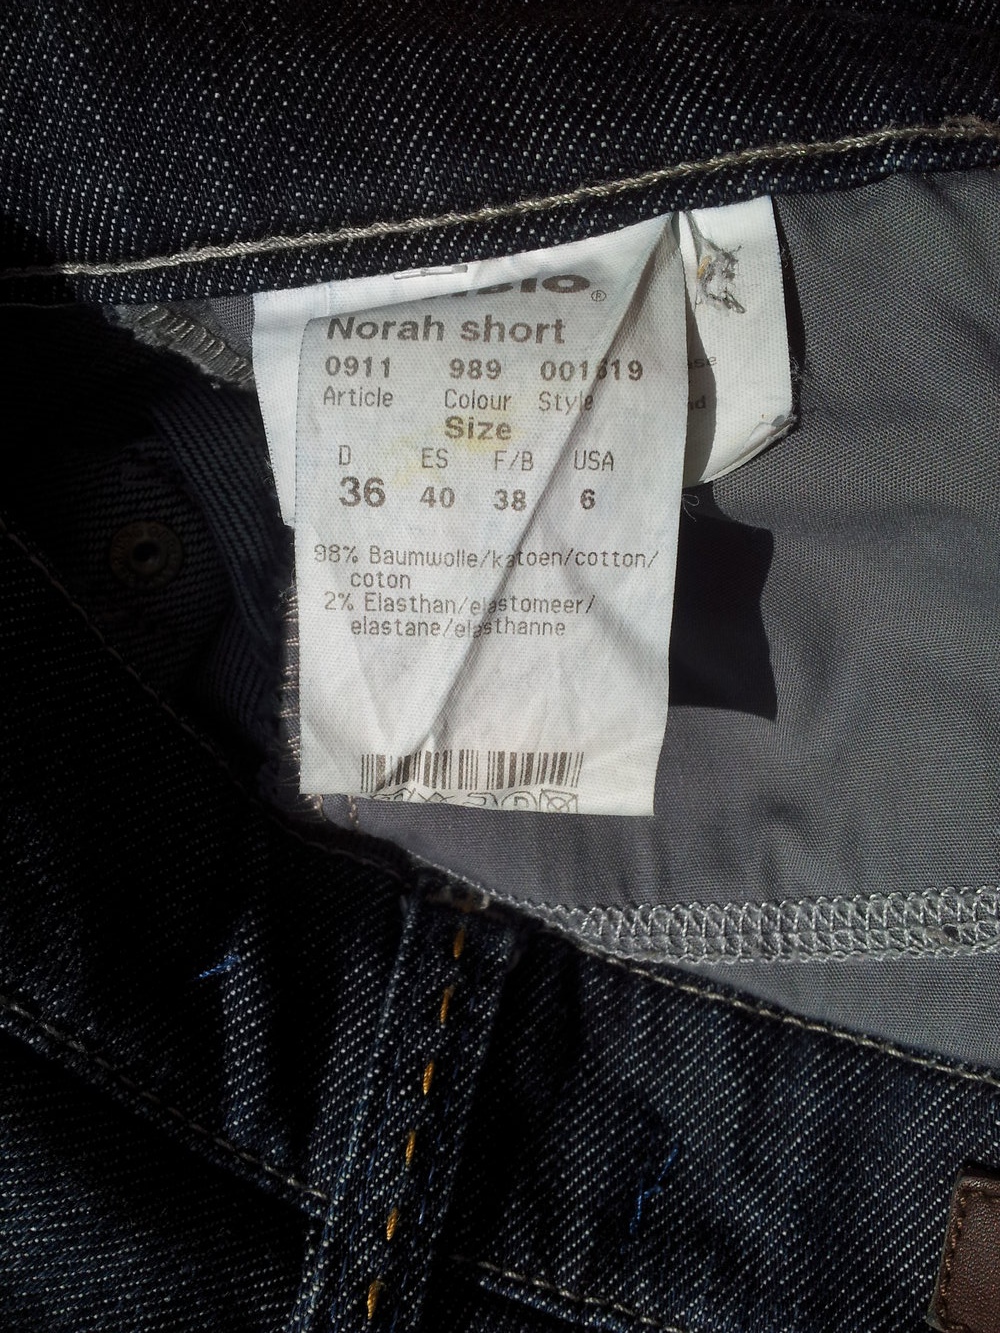 Norah short
0911 989 001819
Article Colour Style
Size
D ES F/B USA
36 40 38 6
98% Baumwolle/katoen/cotton/
coton
2% Elasthan/elastomeer/
elastane/elasthanne